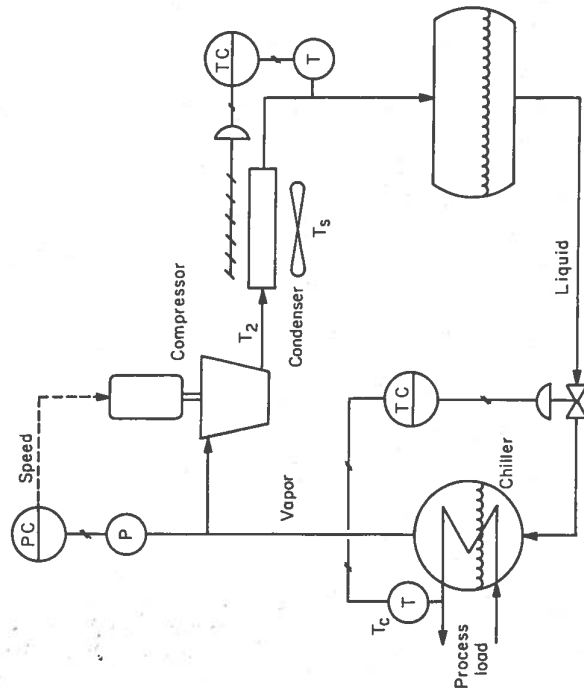 PC
Speed
P
Compressor
T2
Condenser
Ts
TC
T
Vapor
TC
Tc
T
Chiller
Process
load
Liquid